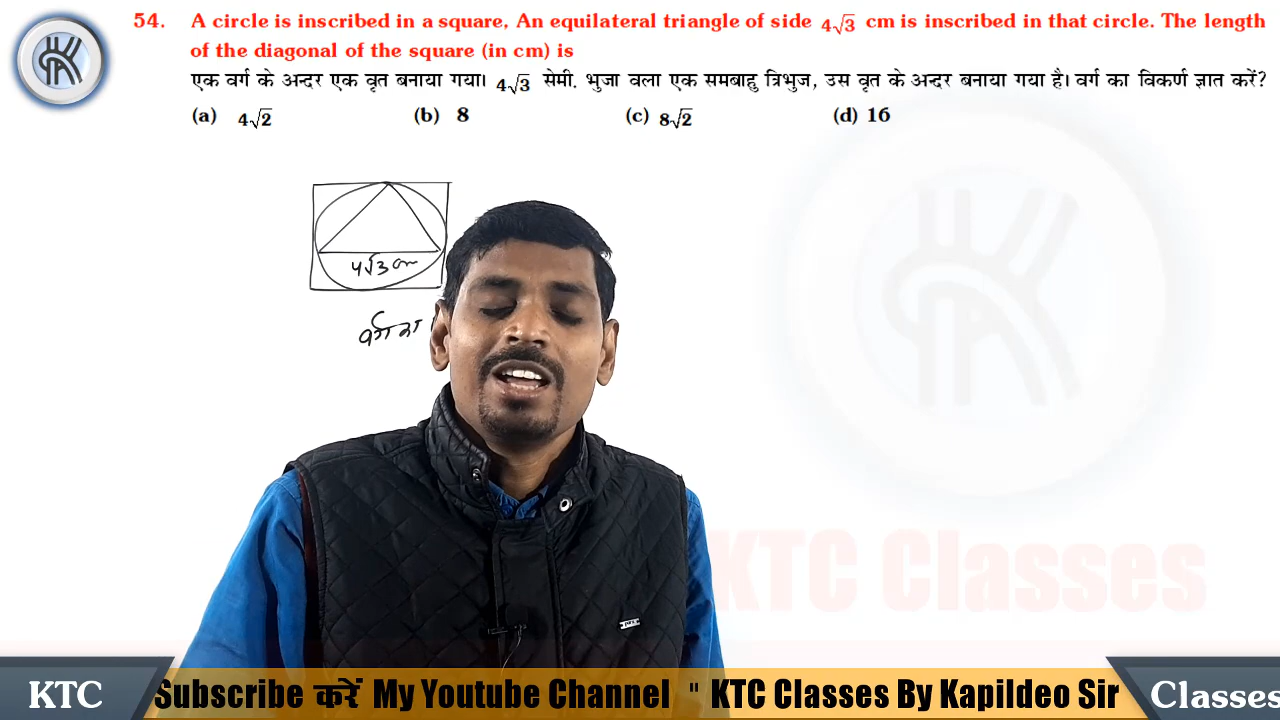 54. A circle is inscribed in a square, An equilateral triangle of side 4√3 cm is inscribed in that circle. The length
of the diagonal of the square (in cm) is
एक वर्ग के अन्दर एक वृत बनाया गया। 4√3 सेमी. भुजा वला एक समबाहु त्रिभुज, उस वृत के अन्दर बनाया गया है। वर्ग का विकर्ण ज्ञात करें?
(a) 4√2 (b) 8 (c) 8√2 (d) 16
4√3 cm
वर्ग का
KTC Classes
KTC Subscribe करें My Youtube Channel " KTC Classes By Kapildeo Sir Classes